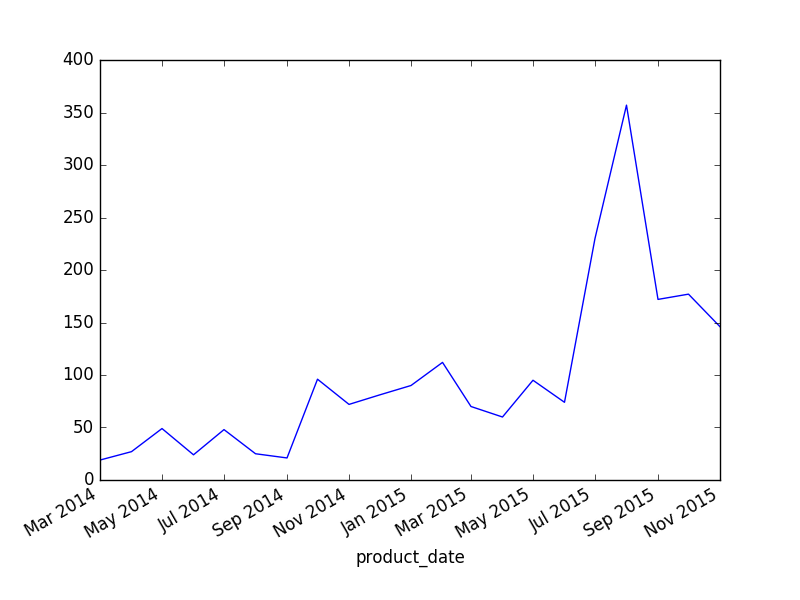 400
350
300
250
200
150
100
50
0
Mar 2014
May 2014
Jul 2014
Sep 2014
Nov 2014
Jan 2015
Mar 2015
May 2015
Jul 2015
Sep 2015
Nov 2015
product_date